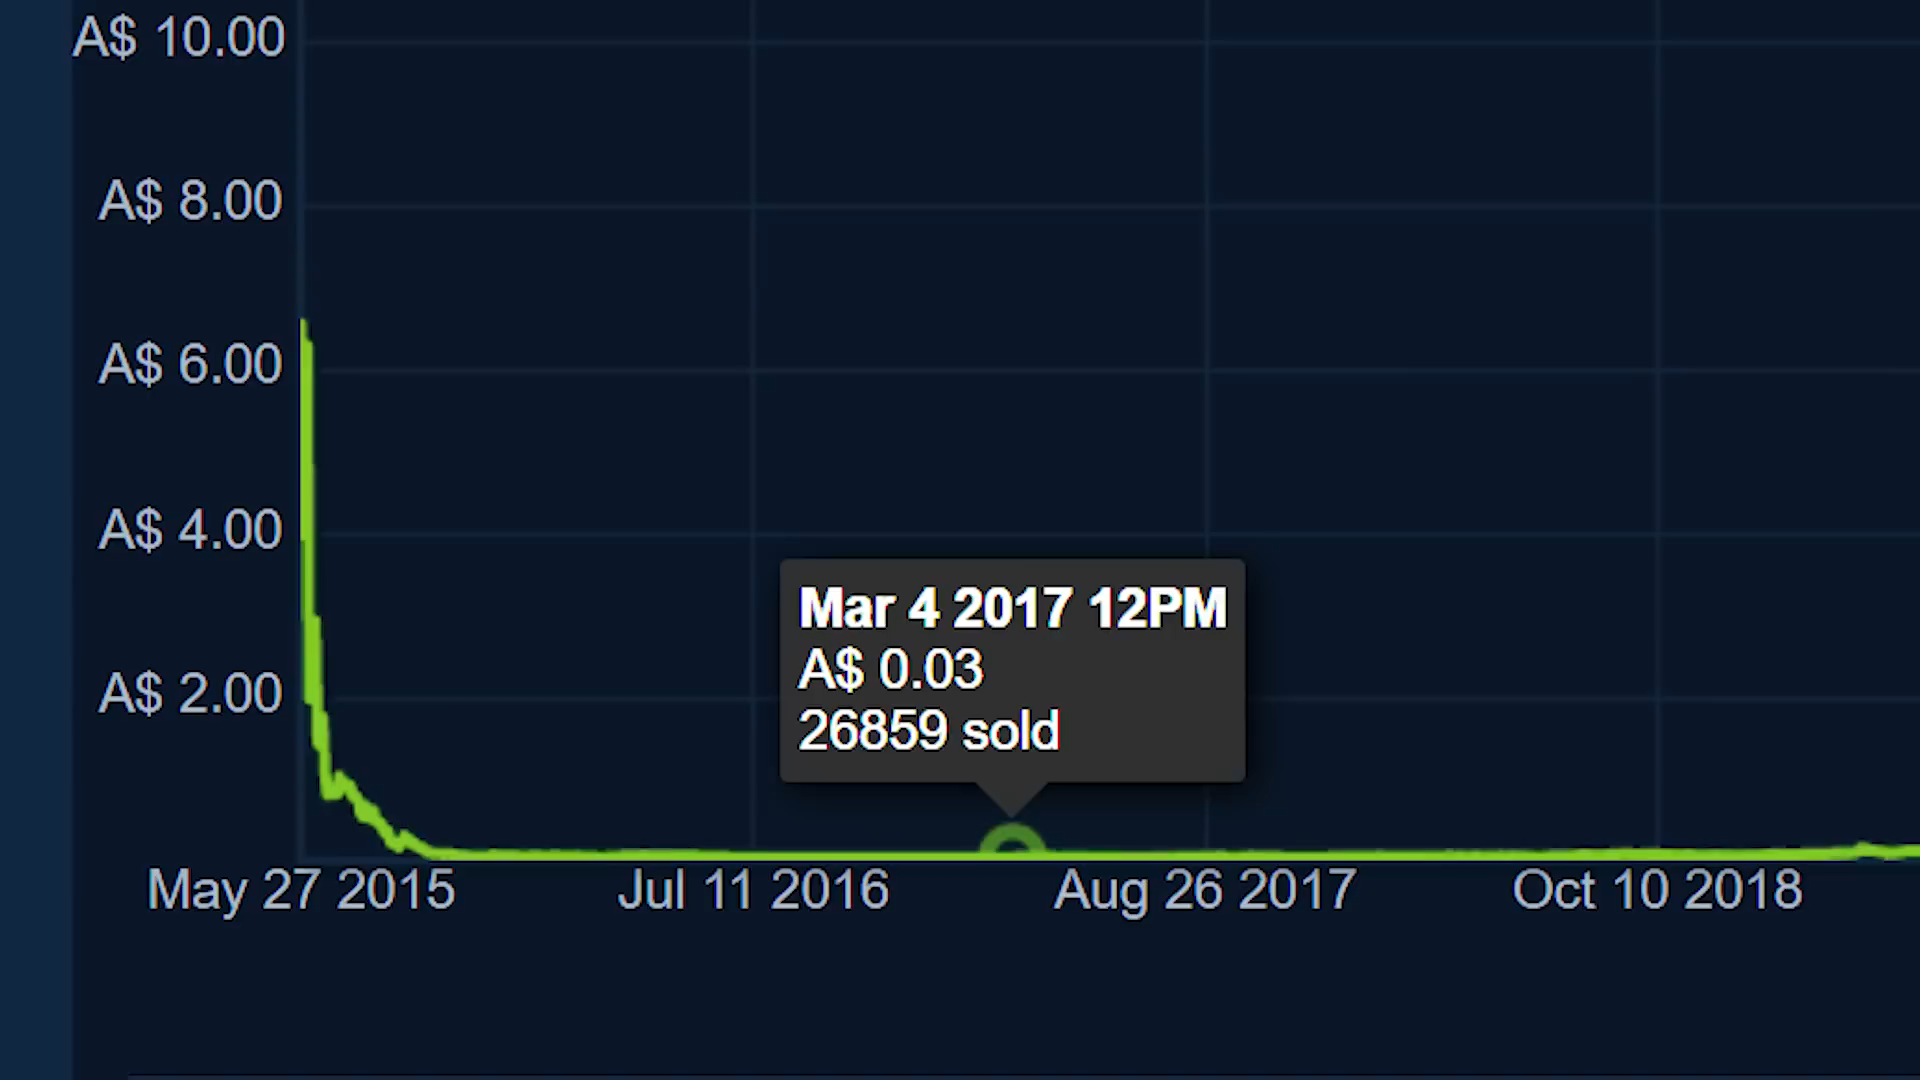 A$ 10.00
A$ 8.00
A$ 6.00
A$ 4.00
A$ 2.00
Mar 4 2017 12PM
A$ 0.03
26859 sold
May 27 2015
Jul 11 2016
Aug 26 2017
Oct 10 2018